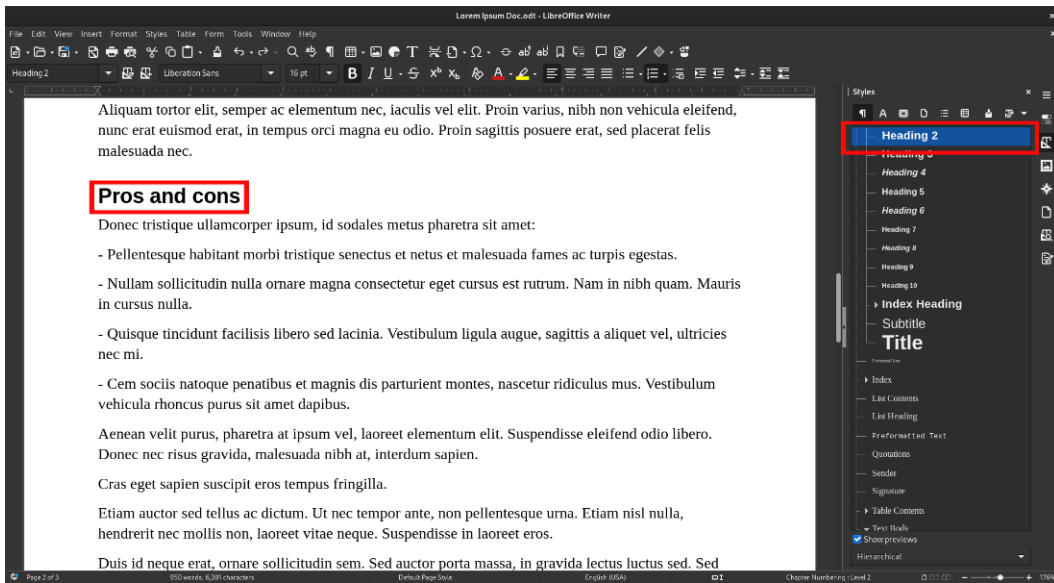 Lorem Ipsum Doc.odt - LibreOffice Writer
File Edit View Insert Format Styles Table Form Tools Window Help
Heading 2 Liberation Sans 16 pt
Styles
Aliquam tortor elit, semper ac elementum nec, iaculis vel elit. Proin varius, nibh non vehicula eleifend,
nunc erat euismod erat, in tempus orci magna eu odio. Proin sagittis posuere erat, sed placerat felis
malesuada nec.
Pros and cons
Donec tristique ullamcorper ipsum, id sodales metus pharetra sit amet:
- Pellentesque habitant morbi tristique senectus et netus et malesuada fames ac turpis egestas.
- Nullam sollicitudin nulla ornare magna consectetur eget cursus est rutrum. Nam in nibh quam. Mauris
in cursus nulla.
- Quisque tincidunt facilisis libero sed lacinia. Vestibulum ligula augue, sagittis a aliquet vel, ultricies
nec mi.
- Cem sociis natoque penatibus et magnis dis parturient montes, nascetur ridiculus mus. Vestibulum
vehicula rhoncus purus sit amet dapibus.
Aenean velit purus, pharetra at ipsum vel, laoreet elementum elit. Suspendisse eleifend odio libero.
Donec nec risus gravida, malesuada nibh at, interdum sapien.
Cras eget sapien suscipit eros tempus fringilla.
Etiam auctor sed tellus ac dictum. Ut nec tempor ante, non pellentesque urna. Etiam nisl nulla,
hendrerit nec mollis non, laoreet vitae neque. Suspendisse in laoreet eros.
Duis id neque erat, ornare sollicitudin sem. Sed auctor porta massa, in gravida lectus luctus sed. Sed
Heading 2
Heading 3
Heading 4
Heading 5
Heading 6
Heading 7
Heading 8
Heading 9
Heading 10
Index Heading
Subtitle
Title
Index
List Contents
List Heading
Preformatted Text
Quotations
Sender
Signature
Table Contents
Text Body
Show previews
Hierarchical
Page 2 of 3 950 words, 6,391 characters Default Page Style English (USA) Chapter Numbering : Level 2